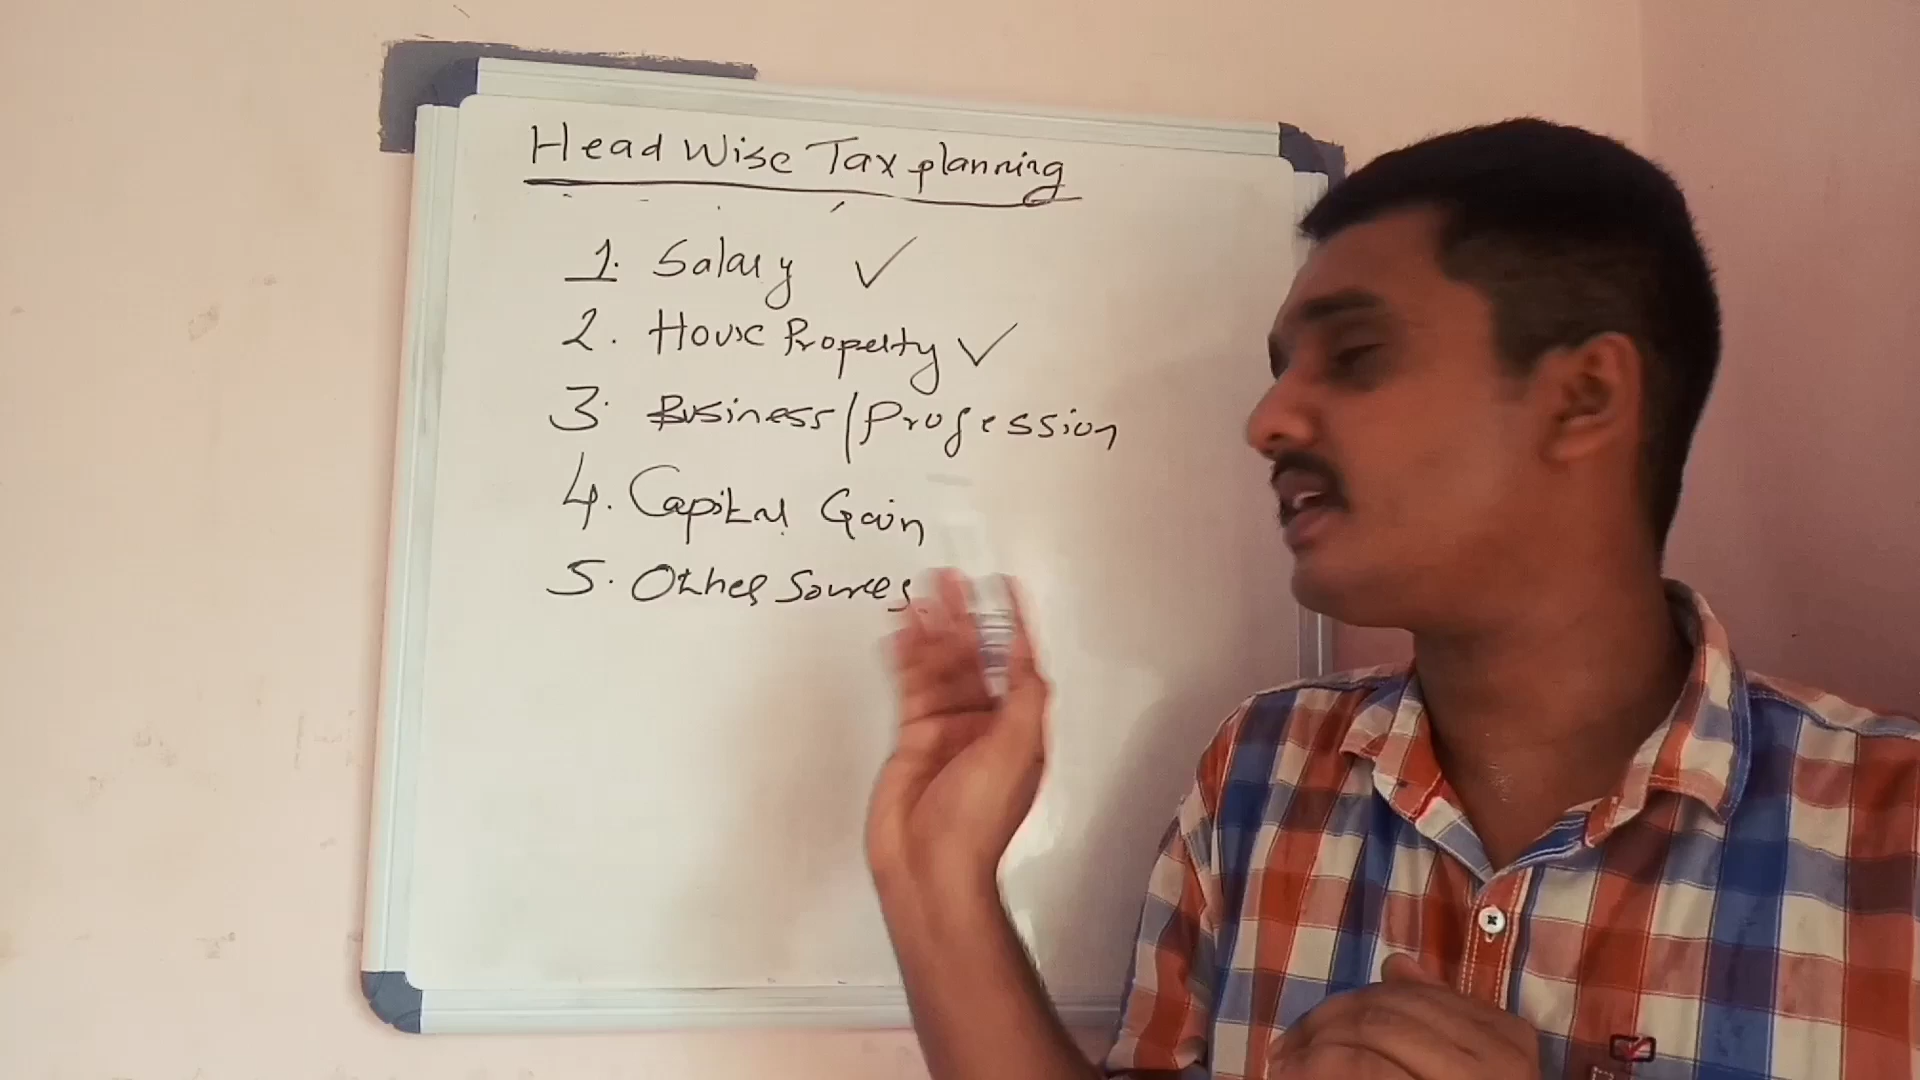 Head Wise Tax planning
1. Salary ✓
2. House Property ✓
3. Business/Profession
4. Capital Gain
5. Other Sources